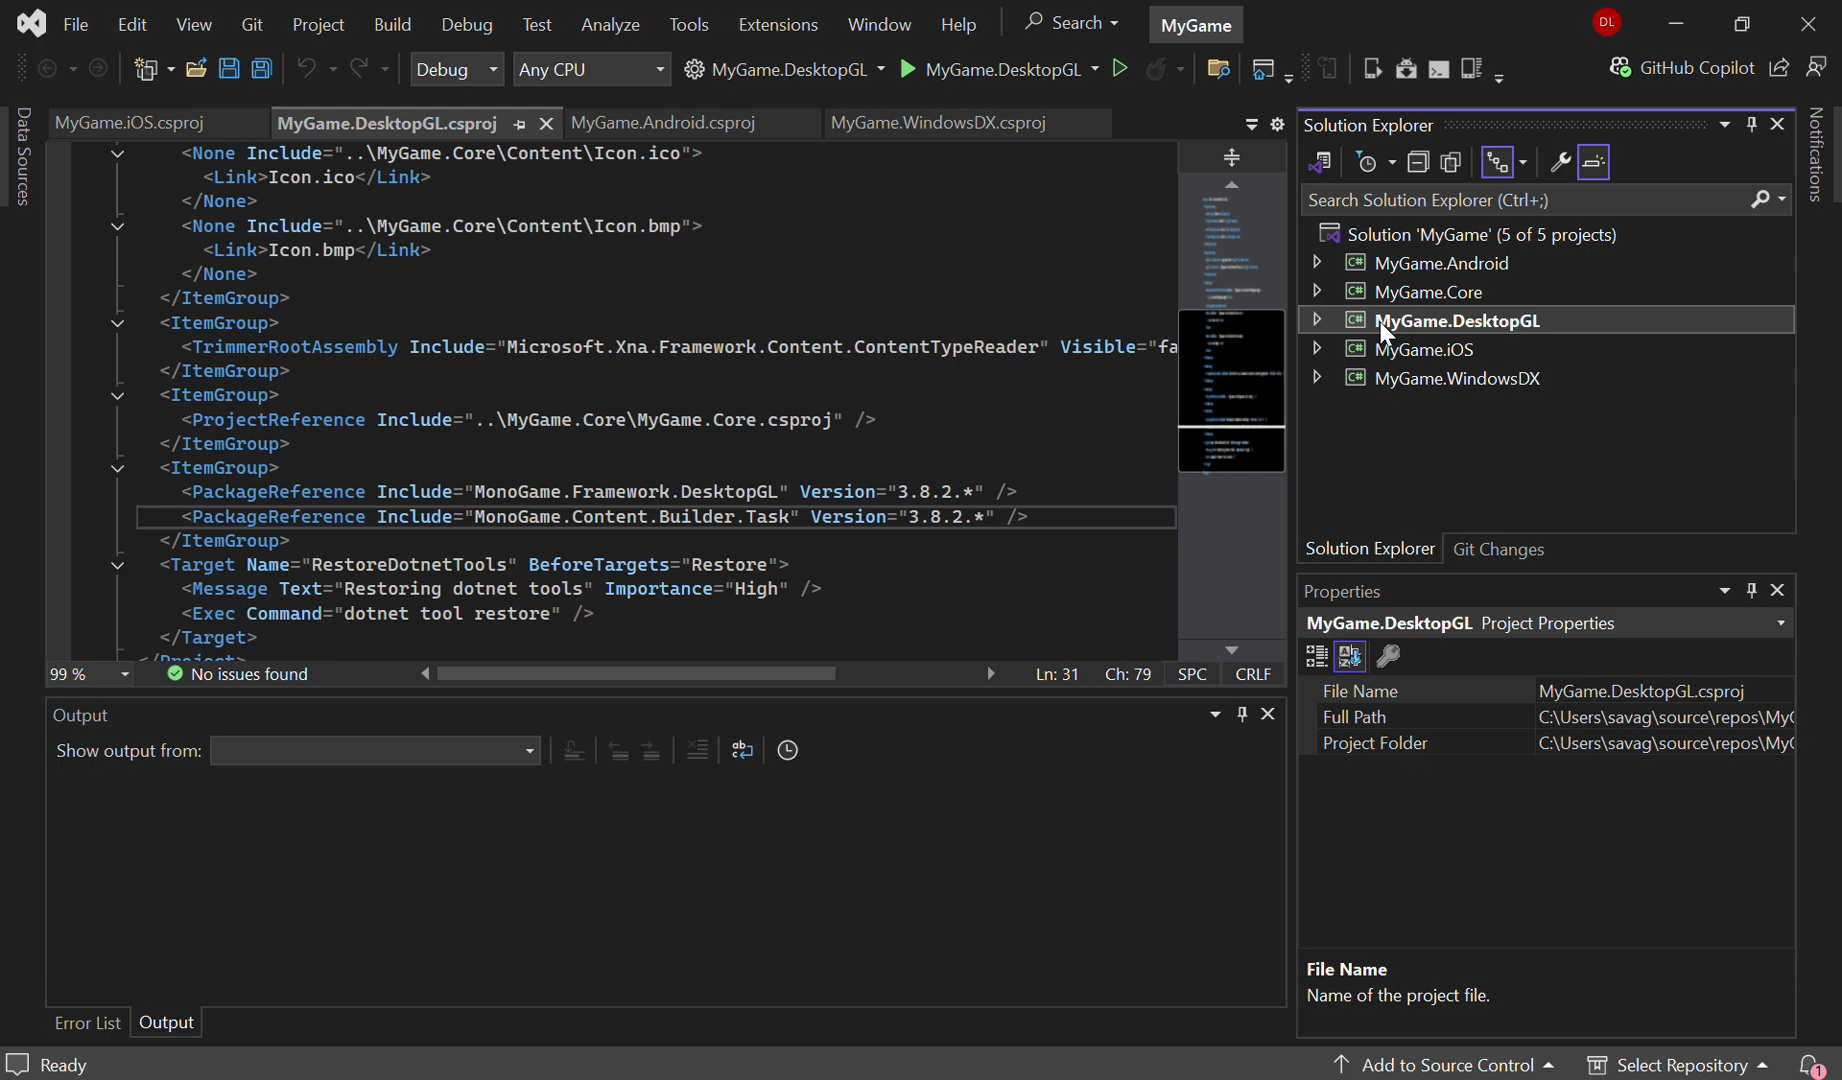 File Edit View Git Project Build Debug Test Analyze Tools Extensions Window Help Search MyGame DL
Debug Any CPU MyGame.DesktopGL MyGame.DesktopGL GitHub Copilot
Data Sources
MyGame.iOS.csproj MyGame.DesktopGL.csproj MyGame.Android.csproj MyGame.WindowsDX.csproj
<None Include="..\MyGame.Core\Content\Icon.ico">
<Link>Icon.ico</Link>
</None>
<None Include="..\MyGame.Core\Content\Icon.bmp">
<Link>Icon.bmp</Link>
</None>
</ItemGroup>
<ItemGroup>
<TrimmerRootAssembly Include="Microsoft.Xna.Framework.Content.ContentTypeReader" Visible="fa
</ItemGroup>
<ItemGroup>
<ProjectReference Include="..\MyGame.Core\MyGame.Core.csproj" />
</ItemGroup>
<ItemGroup>
<PackageReference Include="MonoGame.Framework.DesktopGL" Version="3.8.2.*" />
<PackageReference Include="MonoGame.Content.Builder.Task" Version="3.8.2.*" />
</ItemGroup>
<Target Name="RestoreDotnetTools" BeforeTargets="Restore">
<Message Text="Restoring dotnet tools" Importance="High" />
<Exec Command="dotnet tool restore" />
</Target>
</Project>
99 % No issues found Ln: 31 Ch: 79 SPC CRLF
Output
Show output from:
Error List Output
Solution Explorer
Search Solution Explorer (Ctrl+;)
Solution 'MyGame' (5 of 5 projects)
C# MyGame.Android
C# MyGame.Core
C# MyGame.DesktopGL
C# MyGame.iOS
C# MyGame.WindowsDX
Solution Explorer Git Changes
Properties
MyGame.DesktopGL Project Properties
File Name MyGame.DesktopGL.csproj
Full Path C:\Users\savag\source\repos\My
Project Folder C:\Users\savag\source\repos\My
File Name
Name of the project file.
Notifications
Ready Add to Source Control Select Repository 1